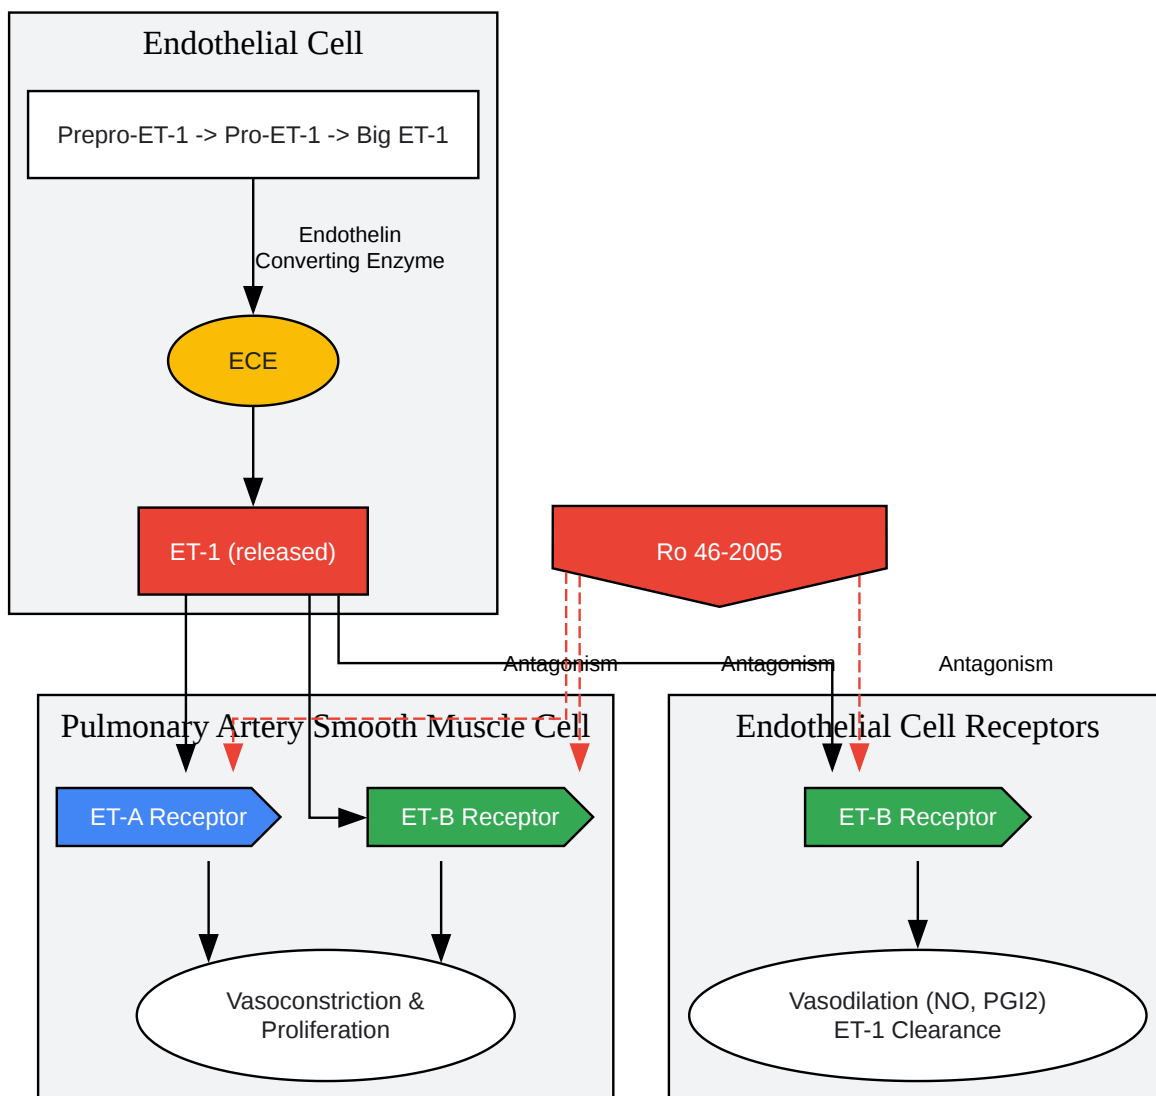 Endothelial Cell
Prepro-ET-1 -> Pro-ET-1 -> Big ET-1
Endothelin
Converting Enzyme
ECE
ET-1 (released)
Ro 46-2005
Antagonism
Antagonism
Antagonism
Pulmonary Artery Smooth Muscle Cell
Endothelial Cell Receptors
ET-A Receptor
ET-B Receptor
ET-B Receptor
Vasoconstriction &
Proliferation
Vasodilation (NO, PGI2)
ET-1 Clearance